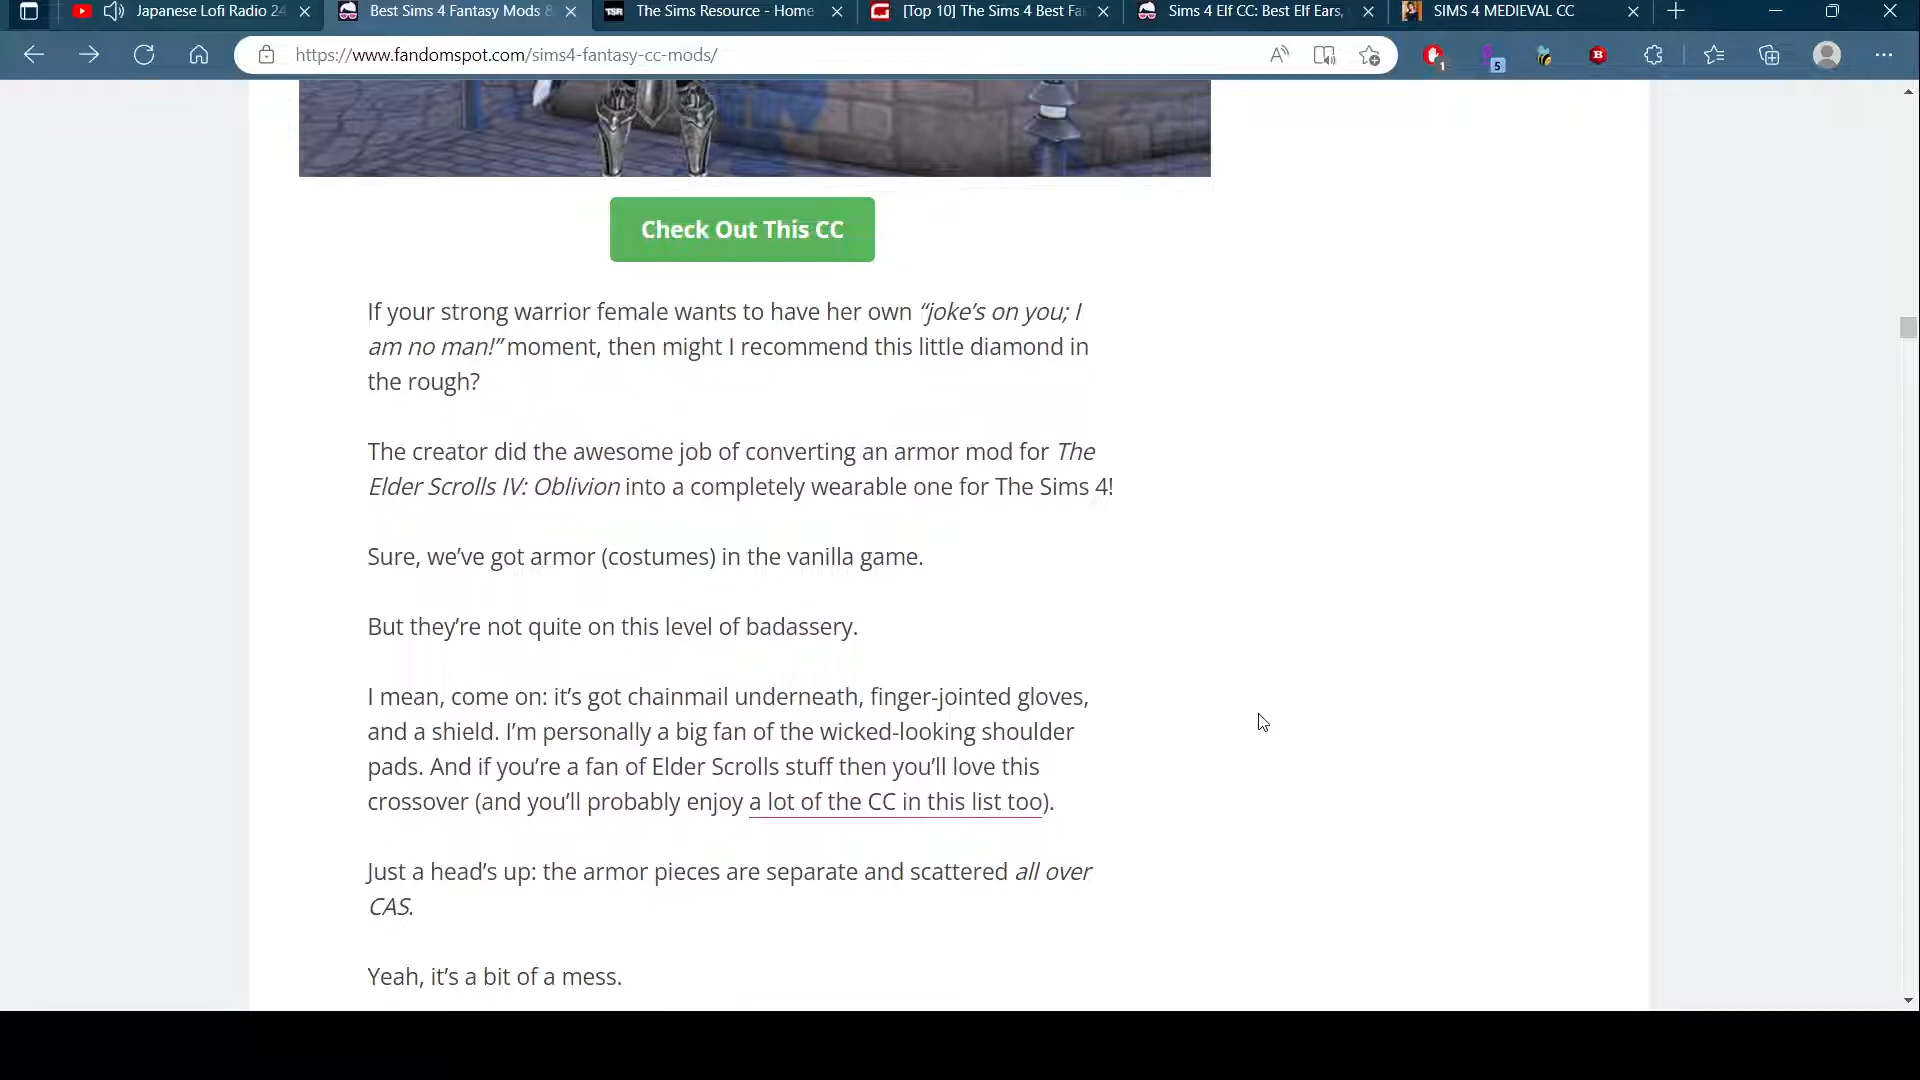 Japanese Lofi Radio 24
Best Sims 4 Fantasy Mods &
The Sims Resource - Home
[Top 10] The Sims 4 Best Fa
Sims 4 Elf CC: Best Elf Ears,
SIMS 4 MEDIEVAL CC
https://www.fandomspot.com/sims4-fantasy-cc-mods/
Check Out This CC
If your strong warrior female wants to have her own “joke’s on you; I
am no man!” moment, then might I recommend this little diamond in
the rough?
The creator did the awesome job of converting an armor mod for The
Elder Scrolls IV: Oblivion into a completely wearable one for The Sims 4!
Sure, we’ve got armor (costumes) in the vanilla game.
But they’re not quite on this level of badassery.
I mean, come on: it’s got chainmail underneath, finger-jointed gloves,
and a shield. I’m personally a big fan of the wicked-looking shoulder
pads. And if you’re a fan of Elder Scrolls stuff then you’ll love this
crossover (and you’ll probably enjoy a lot of the CC in this list too).
Just a head’s up: the armor pieces are separate and scattered all over
CAS.
Yeah, it’s a bit of a mess.